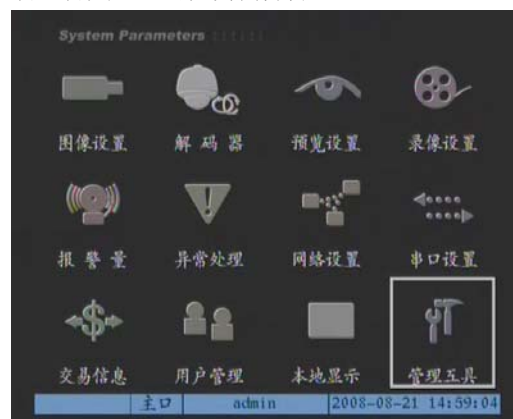 System Parameters
图像设置 解码器 预览设置 录像设置
报警量 异常处理 网络设置 串口设置
交易信息 用户管理 本地显示 管理工具
主口 admin 2008-08-21 14:59:04